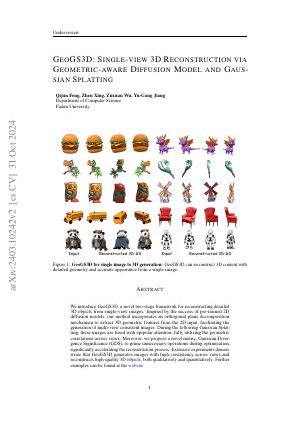 Under review
GEOGS3D: SINGLE-VIEW 3D RECONSTRUCTION VIA
GEOMETRIC-AWARE DIFFUSION MODEL AND GAUS-
SIAN SPLATTING
Qijun Feng, Zhen Xing, Zuxuan Wu, Yu-Gang Jiang
Department of Computer Science
Fudan University
arXiv:2403.10242v2 [cs.CV] 31 Oct 2024
Input Reconstructed 3D GS Input Reconstructed 3D GS
Figure 1: GeoGS3D for single image to 3D generation: GeoGS3D can reconstruct 3D content with
detailed geometry and accurate appearance from a single image.
ABSTRACT
We introduce GeoGS3D, a novel two-stage framework for reconstructing detailed
3D objects from single-view images. Inspired by the success of pre-trained 2D
diffusion models, our method incorporates an orthogonal plane decomposition
mechanism to extract 3D geometric features from the 2D input, facilitating the
generation of multi-view consistent images. During the following Gaussian Splat-
ting, these images are fused with epipolar attention, fully utilizing the geometric
correlations across views. Moreover, we propose a novel metric, Gaussian Diver-
gence Significance (GDS), to prune unnecessary operations during optimization,
significantly accelerating the reconstruction process. Extensive experiments demon-
strate that GeoGS3D generates images with high consistency across views and
reconstructs high-quality 3D objects, both qualitatively and quantitatively. Further
examples can be found at the website
1